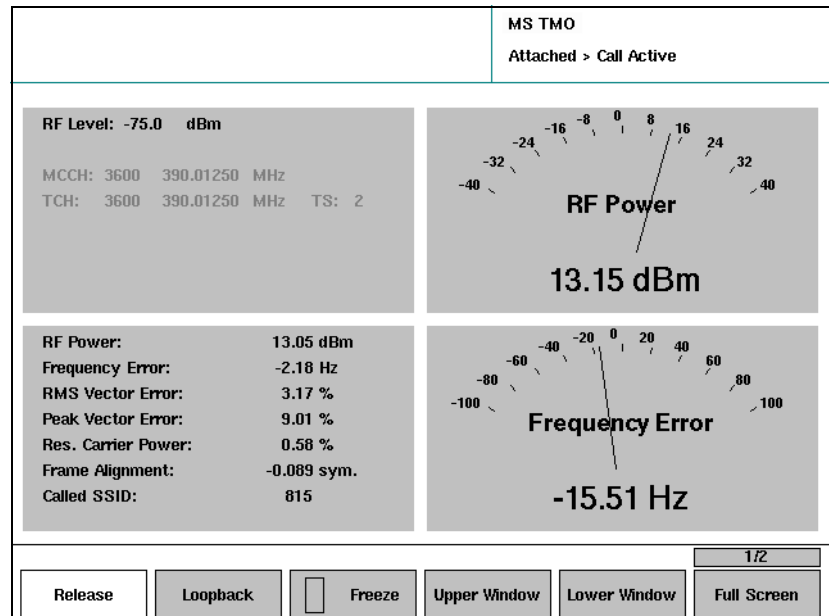 MS TMO
Attached > Call Active
RF Level: -75.0 dBm
MCCH: 3600 390.01250 MHz
TCH: 3600 390.01250 MHz TS: 2
-40 -32 -24 -16 -8 0 8 16 24 32 40
RF Power
13.15 dBm
RF Power: 13.05 dBm
Frequency Error: -2.18 Hz
RMS Vector Error: 3.17 %
Peak Vector Error: 9.01 %
Res. Carrier Power: 0.58 %
Frame Alignment: -0.089 sym.
Called SSID: 815
-100 -80 -60 -40 -20 0 20 40 60 80 100
Frequency Error
-15.51 Hz
1/2
Release Loopback Freeze Upper Window Lower Window Full Screen